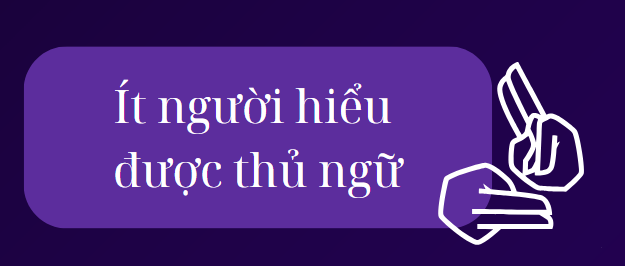 Ít người hiểu
được thủ ngữ